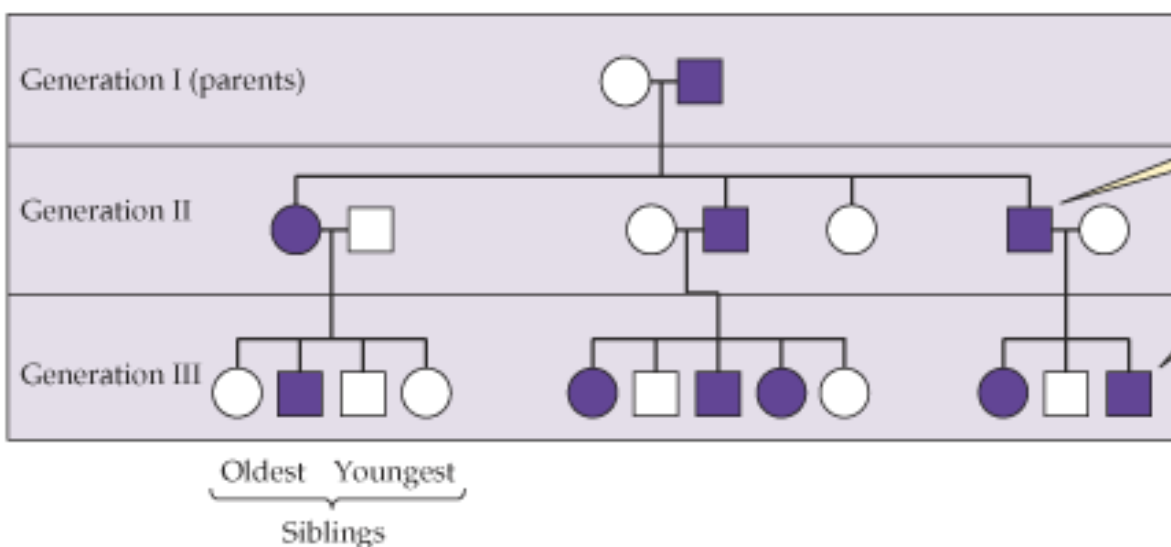 Generation I (parents)
Generation II
Generation III
Oldest Youngest
Siblings